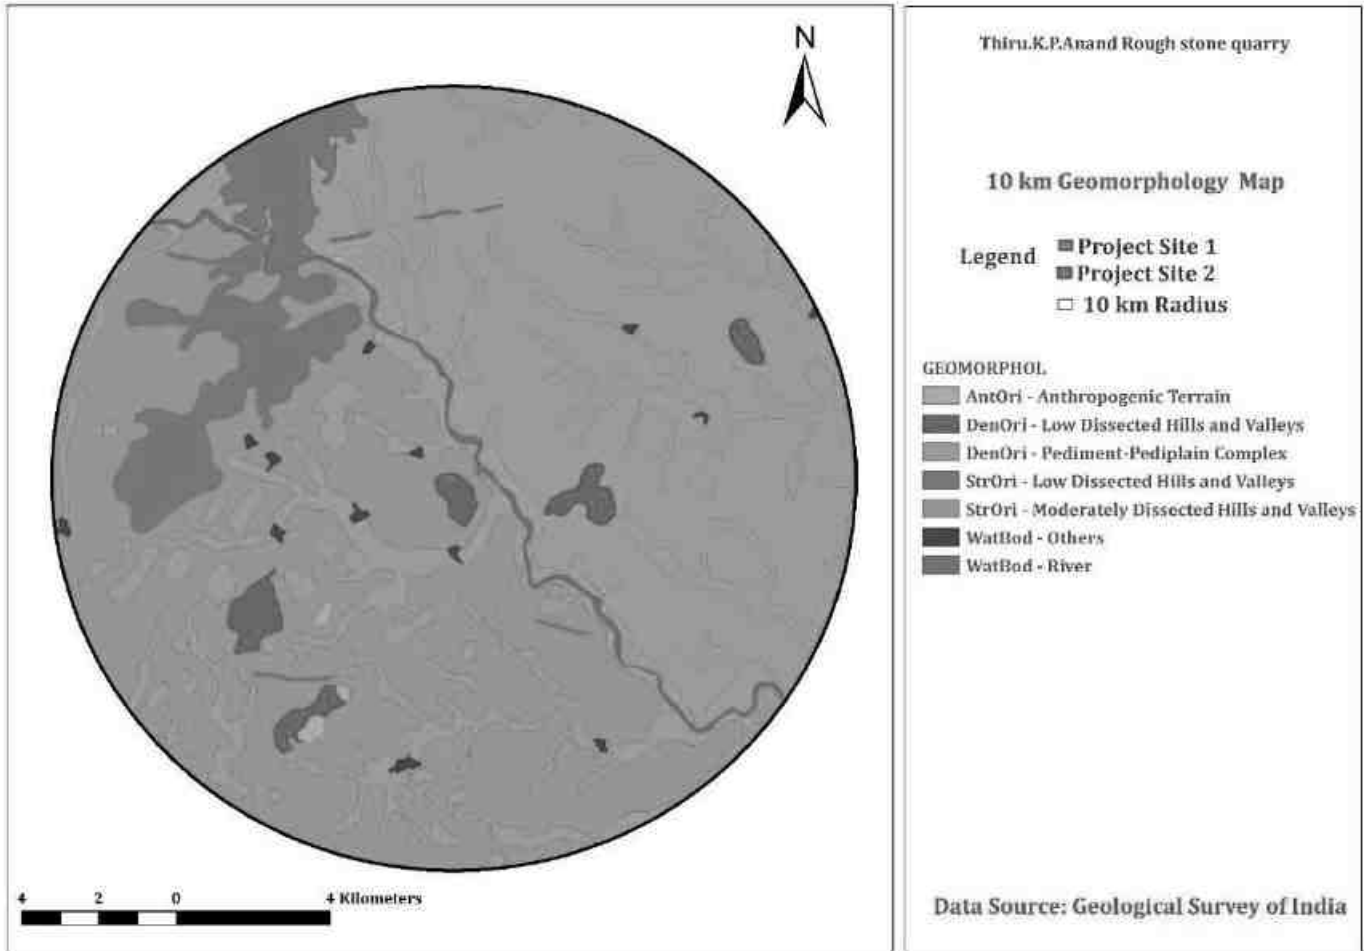 N
4 2 0 4 Kilometers
Thiru.K.P.Anand Rough stone quarry
10 km Geomorphology Map
Legend
Project Site 1
Project Site 2
10 km Radius
GEOMORPHOL
AntOri - Anthropogenic Terrain
DenOri - Low Dissected Hills and Valleys
DenOri - Pediment-Pediplain Complex
StrOri - Low Dissected Hills and Valleys
StrOri - Moderately Dissected Hills and Valleys
WatBod - Others
WatBod - River
Data Source: Geological Survey of India